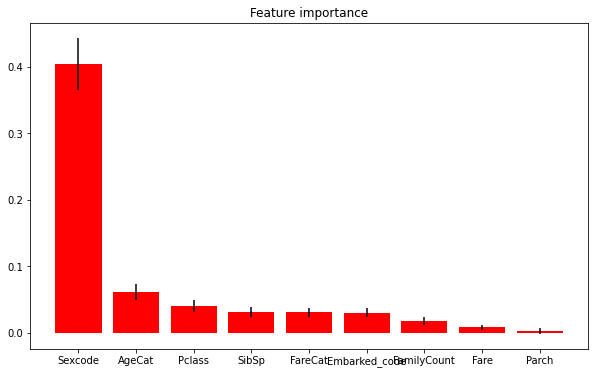 Feature importance
0.4
0.3
0.2
0.1
0.0
Sexcode AgeCat Pclass SibSp FareCat Embarked_code FamilyCount Fare Parch